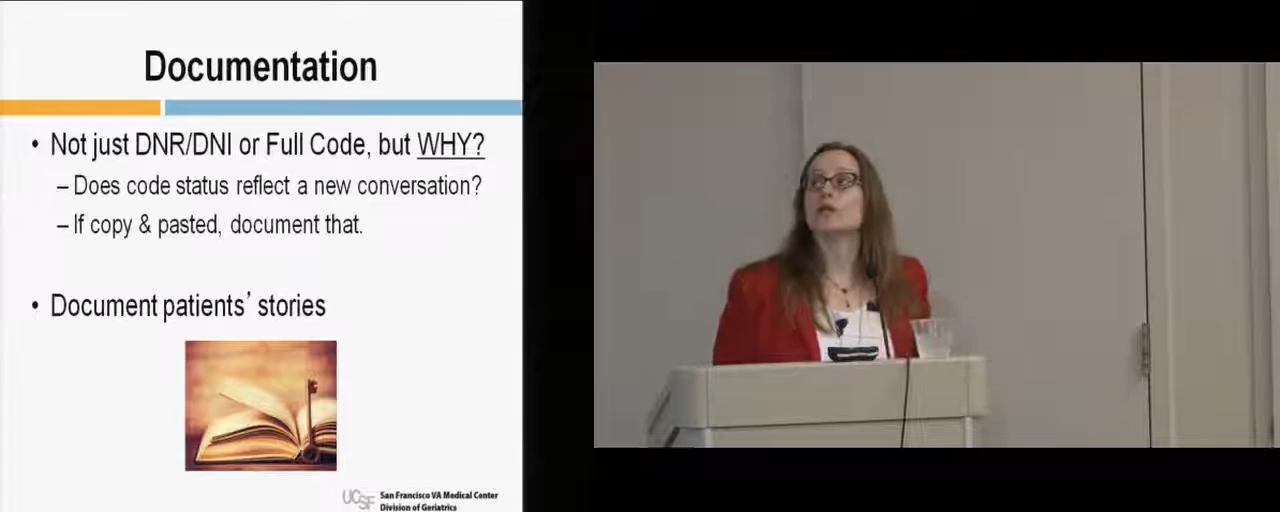 Documentation
• Not just DNR/DNI or Full Code, but WHY?
– Does code status reflect a new conversation?
– If copy & pasted, document that.
• Document patients’ stories
UCSF San Francisco VA Medical Center
Division of Geriatrics